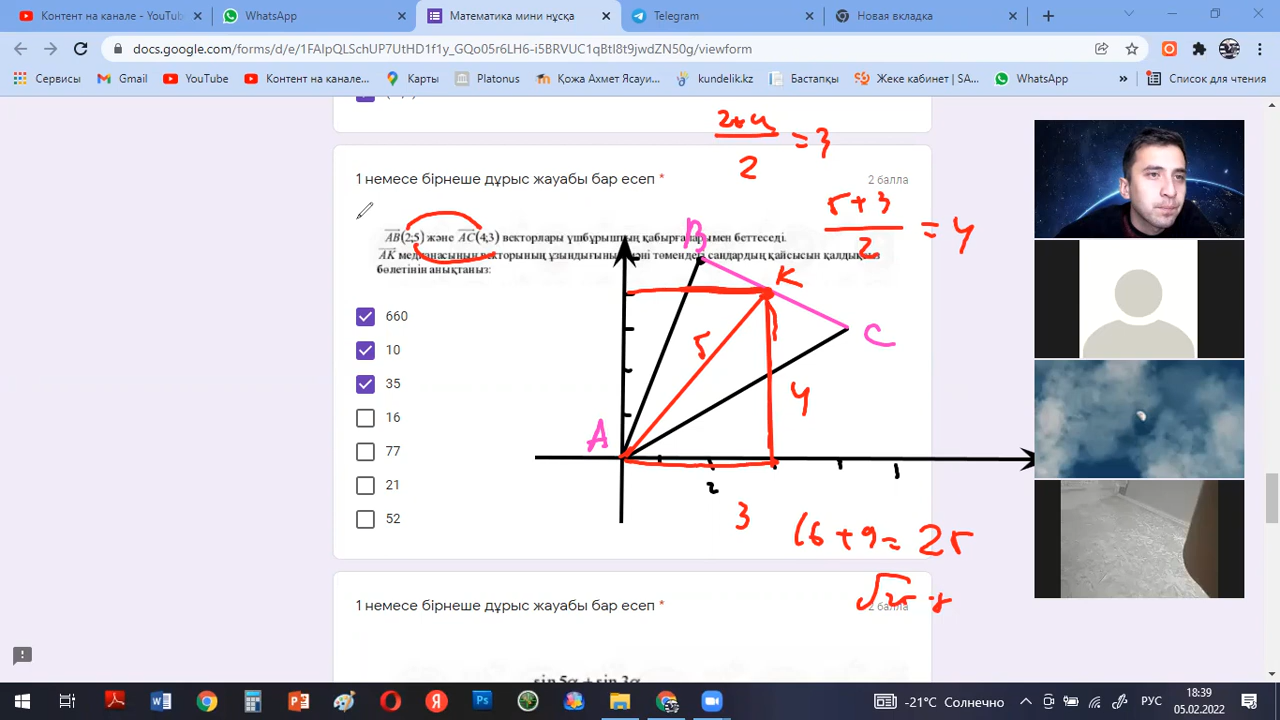 Контент на канале - YouTub
WhatsApp
Математика мини нұсқа
Telegram
Новая вкладка
docs.google.com/forms/d/e/1FAIpQLSchUP7UtHD1f1y_GQo05r6LH6-i5BRVUC1qBtI8t9jwdZN50g/viewform
Сервисы
Gmail
YouTube
Контент на канале...
Карты
Platonus
Қожа Ахмет Ясауи...
kundelik.kz
Бастапқы
Жеке кабинет | SA...
WhatsApp
»
Список для чтения
2+4
2
= 3
1 немесе бірнеше дұрыс жауабы бар есеп *
2 балла
5+3
2
= 4
AB(2;5) және AC(4;3) векторлары үшбұрыштың қабырғаларымен беттеседі.
AK медианасының векторының ұзындығының мәні төмендегі сандардың қайсысын қалдықсыз
бөлетінін анықтаңыз:
B
K
C
660
10
35
16
77
21
52
5
4
A
2
3
16+9=25
√25
1 немесе бірнеше дұрыс жауабы бар есеп *
2 балла
sin5α+sin3α
-21°C Солнечно
РУС
18:39
05.02.2022